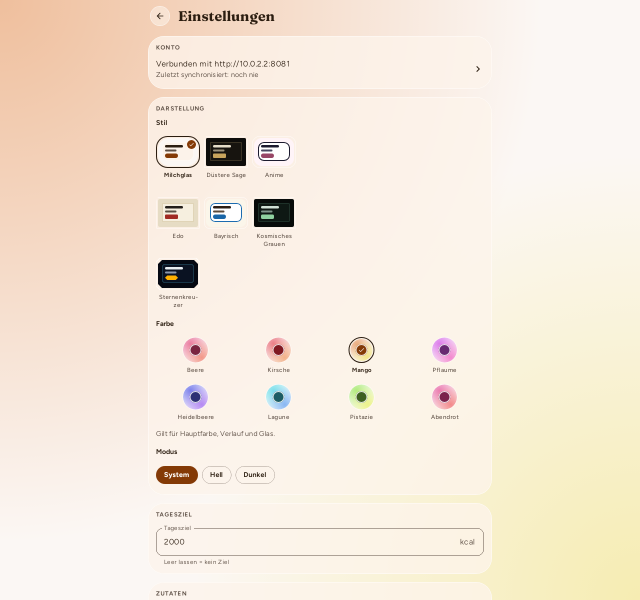 Einstellungen
KONTO
Verbunden mit http://10.0.2.2:8081
Zuletzt synchronisiert: noch nie
DARSTELLUNG
Stil
Milchglas
Düstere Sage
Anime
Edo
Bayrisch
Kosmisches
Grauen
Sternenkreu-
zer
Farbe
Beere
Kirsche
Mango
Pflaume
Heidelbeere
Lagune
Pistazie
Abendrot
Gilt für Hauptfarbe, Verlauf und Glas.
Modus
System
Hell
Dunkel
TAGESZIEL
Tagesziel
2000 kcal
Leer lassen = kein Ziel
ZUTATEN